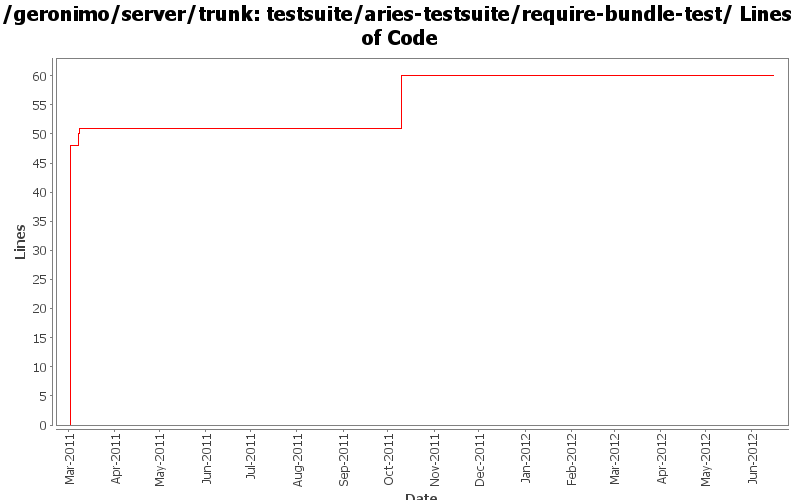 /geronimo/server/trunk: testsuite/aries-testsuite/require-bundle-test/ Lines
of Code
60
55
50
45
40
35
30
25
20
15
10
5
0
Lines
Mar-2011
Apr-2011
May-2011
Jun-2011
Jul-2011
Aug-2011
Sep-2011
Oct-2011
Nov-2011
Dec-2011
Jan-2012
Feb-2012
Mar-2012
Apr-2012
May-2012
Jun-2012
Date